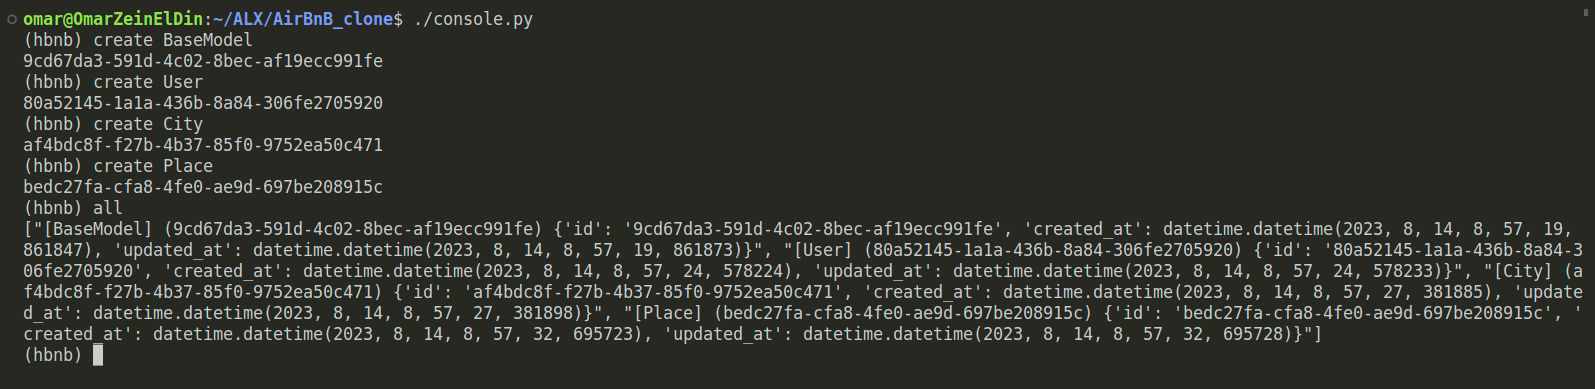 omar@OmarZeinElDin:~/ALX/AirBnB_clone$ ./console.py
(hbnb) create BaseModel
9cd67da3-591d-4c02-8bec-af19ecc991fe
(hbnb) create User
80a52145-1a1a-436b-8a84-306fe2705920
(hbnb) create City
af4bdc8f-f27b-4b37-85f0-9752ea50c471
(hbnb) create Place
bedc27fa-cfa8-4fe0-ae9d-697be208915c
(hbnb) all
["[BaseModel] (9cd67da3-591d-4c02-8bec-af19ecc991fe) {'id': '9cd67da3-591d-4c02-8bec-af19ecc991fe', 'created_at': datetime.datetime(2023, 8, 14, 8, 57, 19,
861847), 'updated_at': datetime.datetime(2023, 8, 14, 8, 57, 19, 861873)}", "[User] (80a52145-1a1a-436b-8a84-306fe2705920) {'id': '80a52145-1a1a-436b-8a84-3
06fe2705920', 'created_at': datetime.datetime(2023, 8, 14, 8, 57, 24, 578224), 'updated_at': datetime.datetime(2023, 8, 14, 8, 57, 24, 578233)}", "[City] (a
f4bdc8f-f27b-4b37-85f0-9752ea50c471) {'id': 'af4bdc8f-f27b-4b37-85f0-9752ea50c471', 'created_at': datetime.datetime(2023, 8, 14, 8, 57, 27, 381885), 'update
d_at': datetime.datetime(2023, 8, 14, 8, 57, 27, 381898)}", "[Place] (bedc27fa-cfa8-4fe0-ae9d-697be208915c) {'id': 'bedc27fa-cfa8-4fe0-ae9d-697be208915c', '
created_at': datetime.datetime(2023, 8, 14, 8, 57, 32, 695723), 'updated_at': datetime.datetime(2023, 8, 14, 8, 57, 32, 695728)}"]
(hbnb)